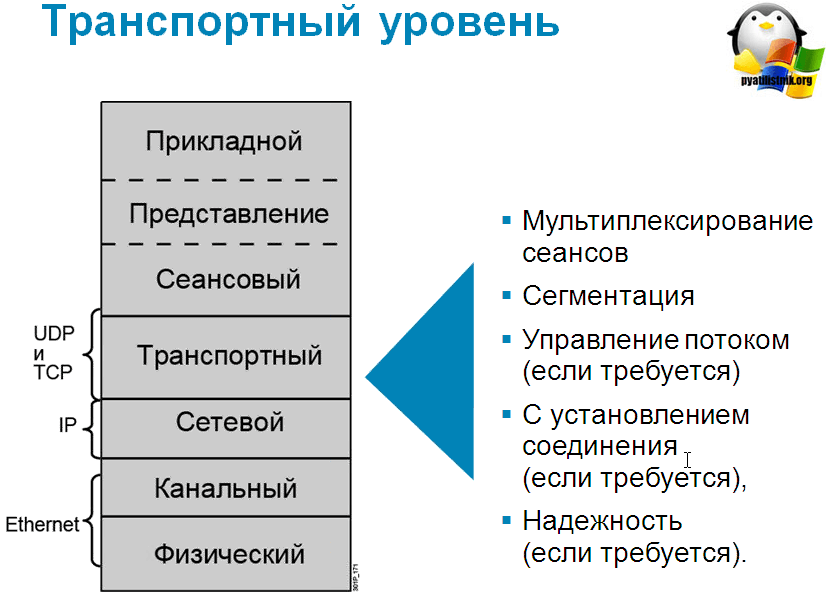 Транспортный уровень
pyatilistnik.org
Прикладной
Представление
Сеансовый
UDP
и
TCP
Транспортный
IP
Сетевой
Канальный
Ethernet
Физический
301P_171
Мультиплексирование
сеансов
Сегментация
Управление потоком
(если требуется)
С установлением
соединения
(если требуется),
Надежность
(если требуется).